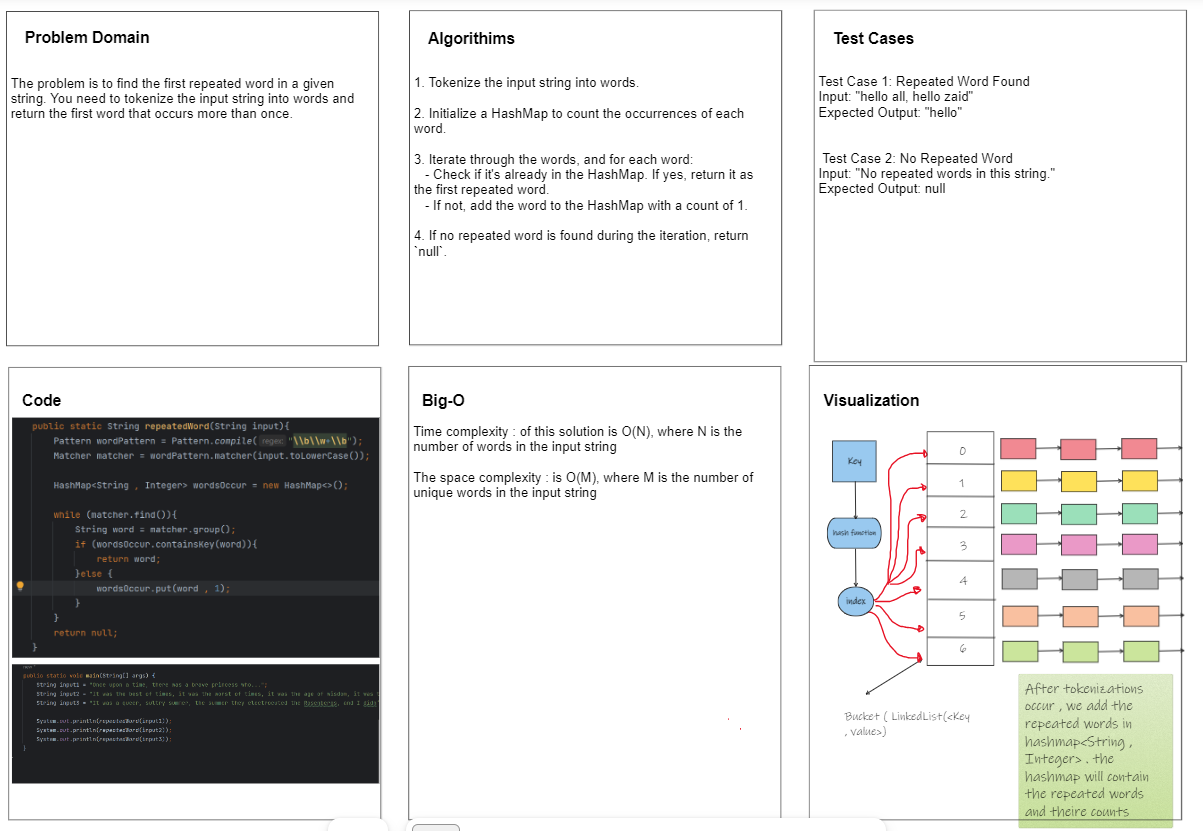 Problem Domain
The problem is to find the first repeated word in a given
string. You need to tokenize the input string into words and
return the first word that occurs more than once.
Algorithims
1. Tokenize the input string into words.
2. Initialize a HashMap to count the occurrences of each
word.
3. Iterate through the words, and for each word:
- Check if it's already in the HashMap. If yes, return it as
the first repeated word.
- If not, add the word to the HashMap with a count of 1.
4. If no repeated word is found during the iteration, return
`null`.
Test Cases
Test Case 1: Repeated Word Found
Input: "hello all, hello zaid"
Expected Output: "hello"
Test Case 2: No Repeated Word
Input: "No repeated words in this string."
Expected Output: null
Code
public static String repeatedWord(String input){
Pattern wordPattern = Pattern.compile( regex: "\\b\\w+\\b");
Matcher matcher = wordPattern.matcher(input.toLowerCase());
HashMap<String , Integer> wordsOccur = new HashMap<>();
while (matcher.find()){
String word = matcher.group();
if (wordsOccur.containsKey(word)){
return word;
}else {
wordsOccur.put(word , 1);
}
}
return null;
}
public static void main(String[] args) {
String input1 = "Once upon a time, there was a brave princess who...";
String input2 = "It was the best of times, it was the worst of times, it was the age of wisdom, it was t
String input3 = "It was a queer, sultry summer, the summer they electrocuted the Rosenbergs, and I didn
System.out.println(repeatedWord(input1));
System.out.println(repeatedWord(input2));
System.out.println(repeatedWord(input3));
}
Big-O
Time complexity : of this solution is O(N), where N is the
number of words in the input string
The space complexity : is O(M), where M is the number of
unique words in the input string
Visualization
Key
hash function
index
0
1
2
3
4
5
6
Bucket ( LinkedList(<Key
, value>)
After tokenizations
occur , we add the
repeated words in
hashmap<String ,
Integer> . the
hashmap will contain
the repeated words
and theire counts